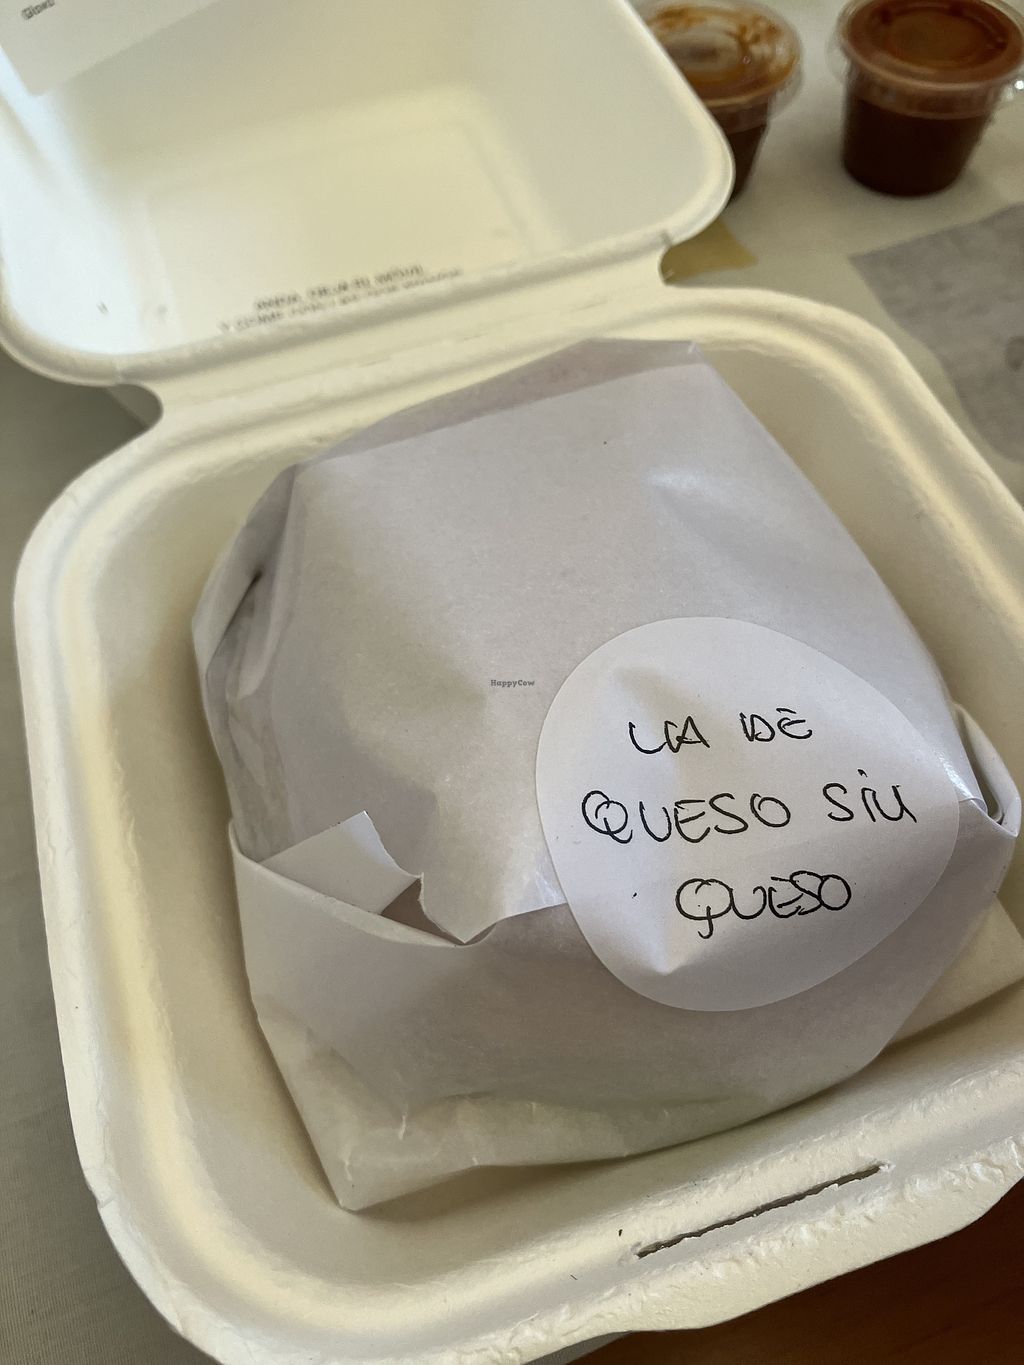 LA DE
QUESO SIN
QUESO
HappyCow